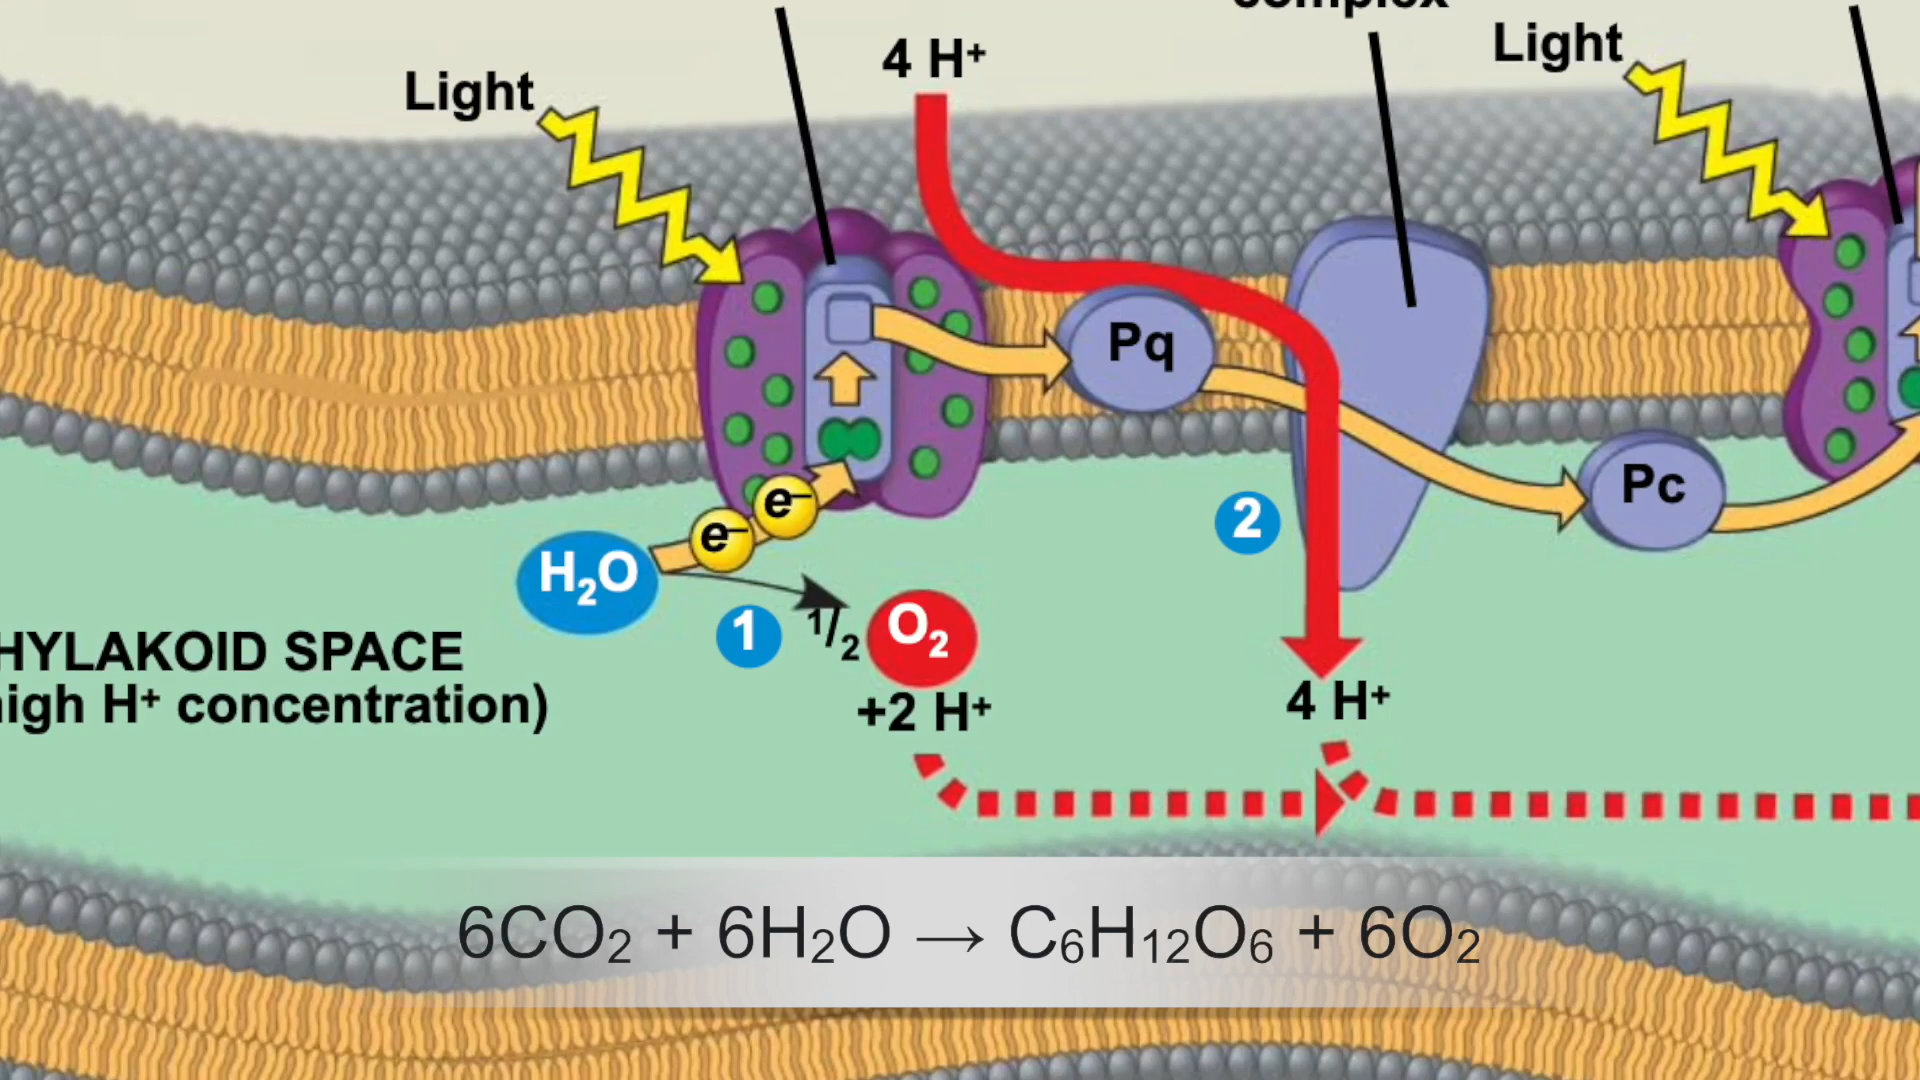 complex
Light
4 H⁺
Light
Pq
Pc
e⁻
e⁻
H₂O
2
1
1/2
O₂
+2 H⁺
4 H⁺
HYLAKOID SPACE
igh H⁺ concentration)
6CO₂ + 6H₂O → C₆H₁₂O₆ + 6O₂